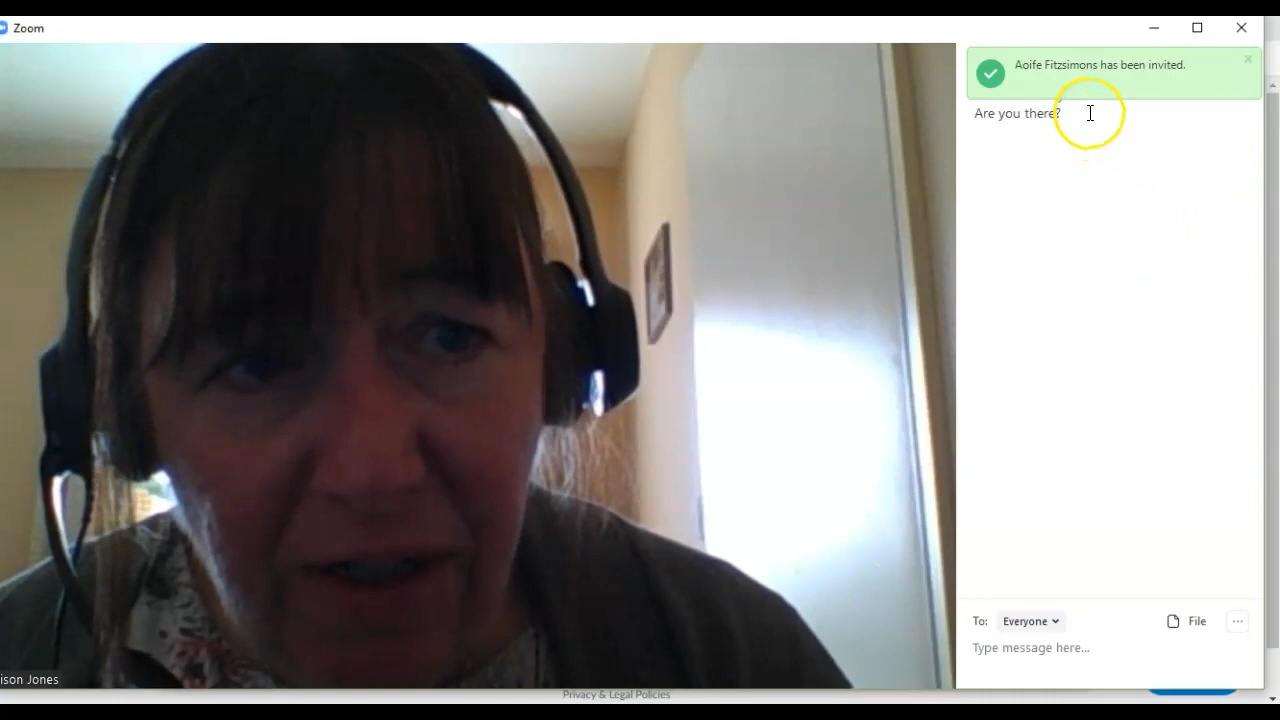 Zoom
Aoife Fitzsimons has been invited.
Are you there?
To: Everyone File
Type message here...
ison Jones
Privacy & Legal Policies